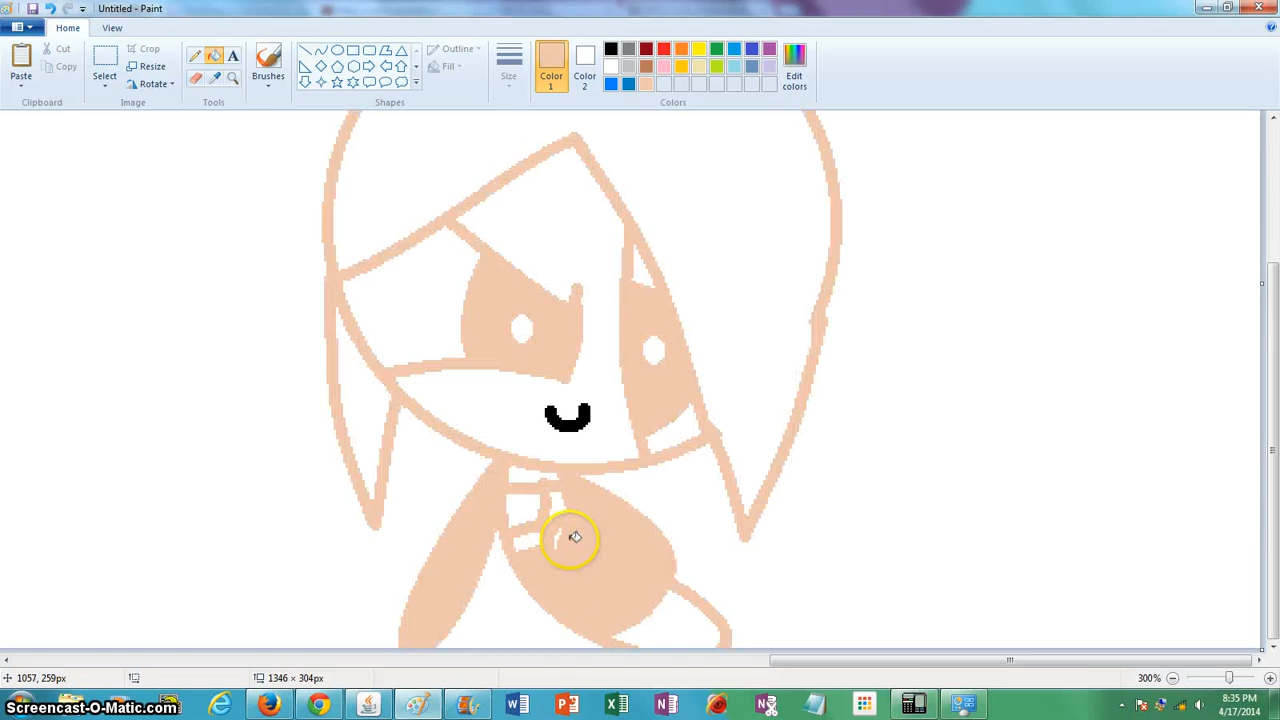 Untitled - Paint
Home
View
Paste
Cut
Copy
Clipboard
Select
Crop
Resize
Rotate
Image
A
Tools
Brushes
Outline
Fill
Shapes
Size
Color
1
Color
2
Edit
colors
Colors
1057, 259px
1346 × 304px
300%
8:35 PM
4/17/2014
Screencast-O-Matic.com